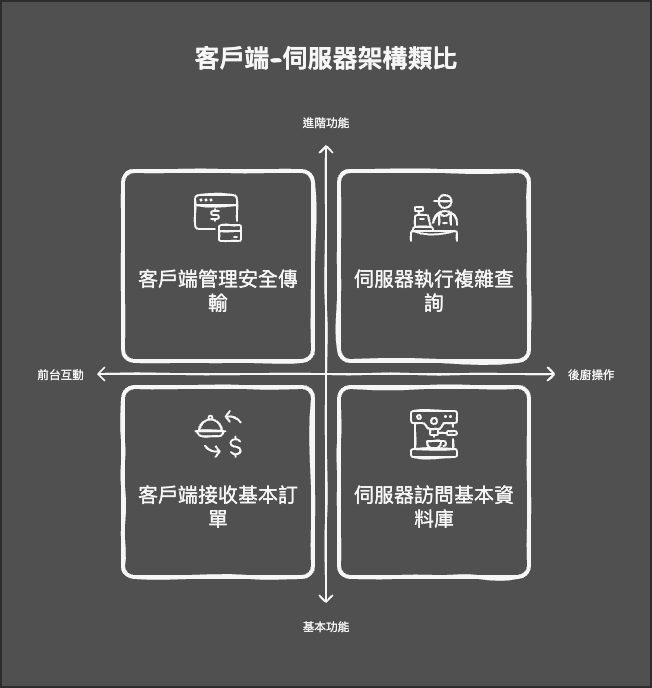 客戶端-伺服器架構類比
進階功能
客戶端管理安全傳
輸
伺服器執行複雜查
詢
前台互動
後廚操作
客戶端接收基本訂
單
伺服器訪問基本資
料庫
基本功能